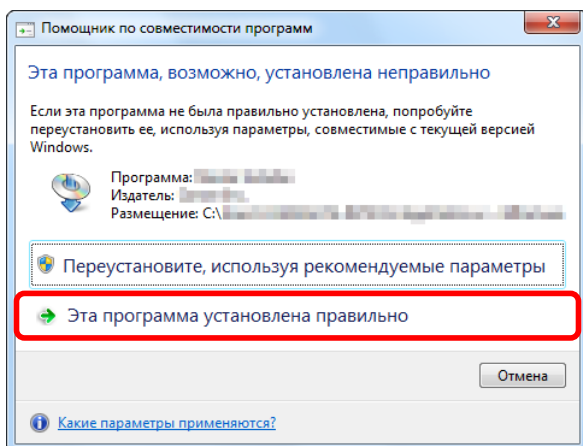 Помощник по совместимости программ
Эта программа, возможно, установлена неправильно
Если эта программа не была правильно установлена, попробуйте
переустановить ее, используя параметры, совместимые с текущей версией
Windows.
Программа:
Издатель:
Размещение: C:\
Переустановите, используя рекомендуемые параметры
Эта программа установлена правильно
Отмена
Какие параметры применяются?